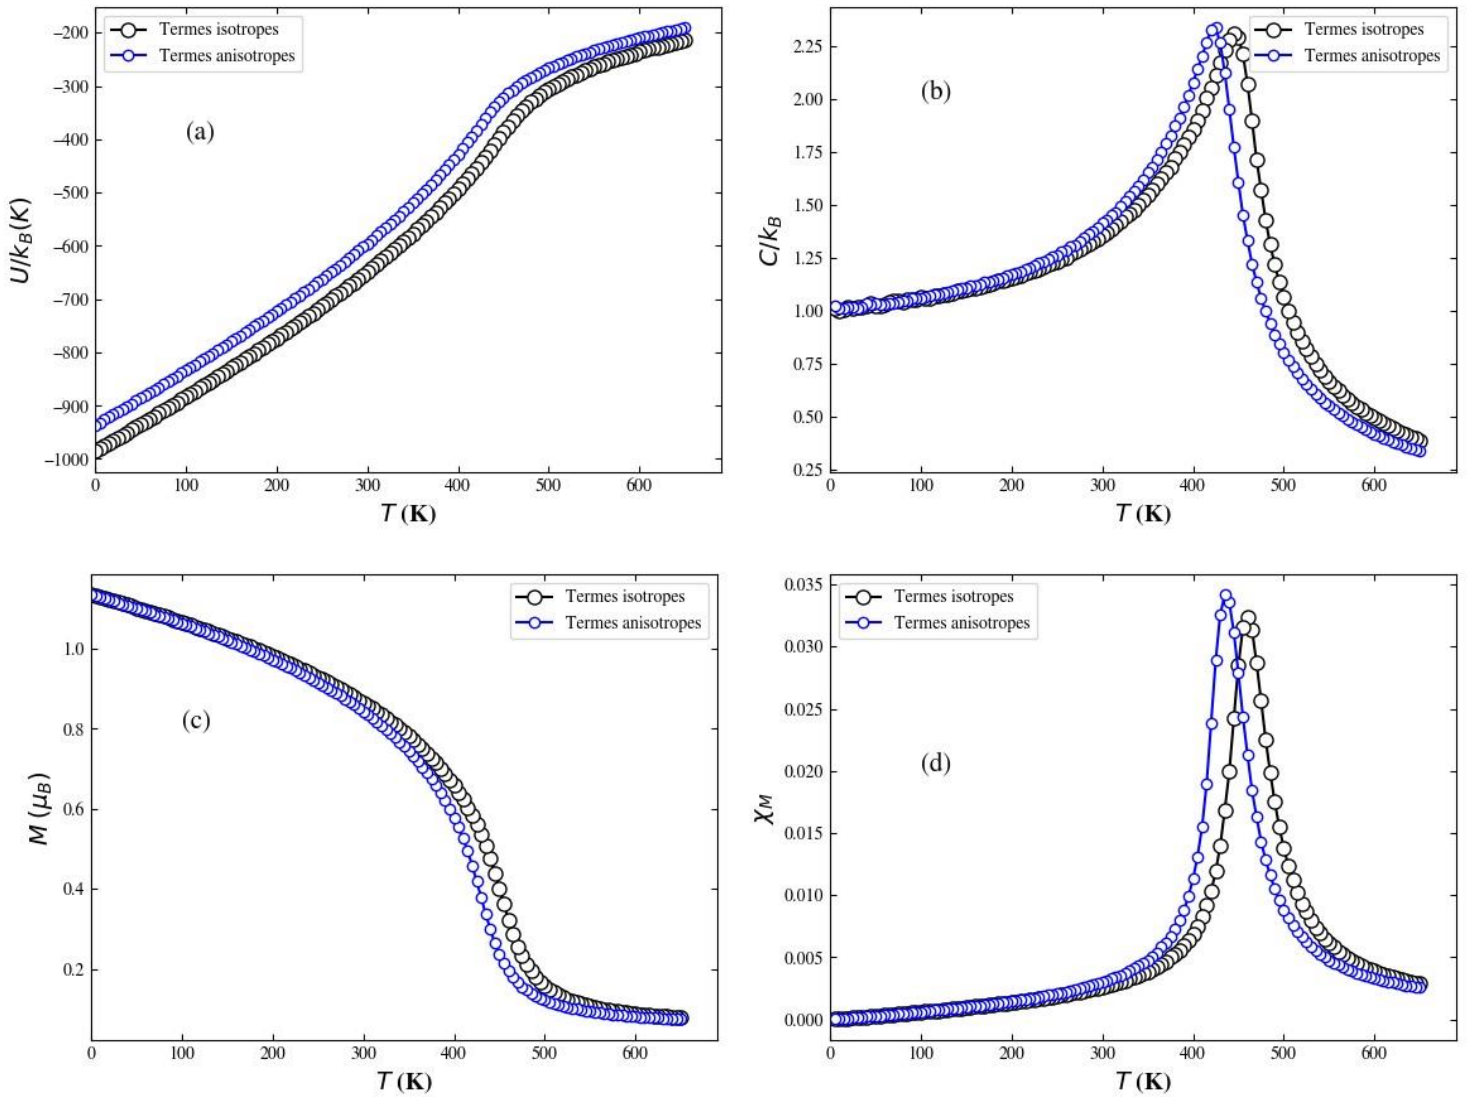 Termes isotropes
Termes anisotropes
(a)
−200
−300
−400
−500
−600
−700
−800
−900
−1000
U/k_B(K)
0 100 200 300 400 500 600
T (K)
Termes isotropes
Termes anisotropes
(b)
2.25
2.00
1.75
1.50
1.25
1.00
0.75
0.50
0.25
C/k_B
0 100 200 300 400 500 600
T (K)
Termes isotropes
Termes anisotropes
(c)
1.0
0.8
0.6
0.4
0.2
M (μ_B)
0 100 200 300 400 500 600
T (K)
Termes isotropes
Termes anisotropes
(d)
0.035
0.030
0.025
0.020
0.015
0.010
0.005
0.000
χ_M
0 100 200 300 400 500 600
T (K)